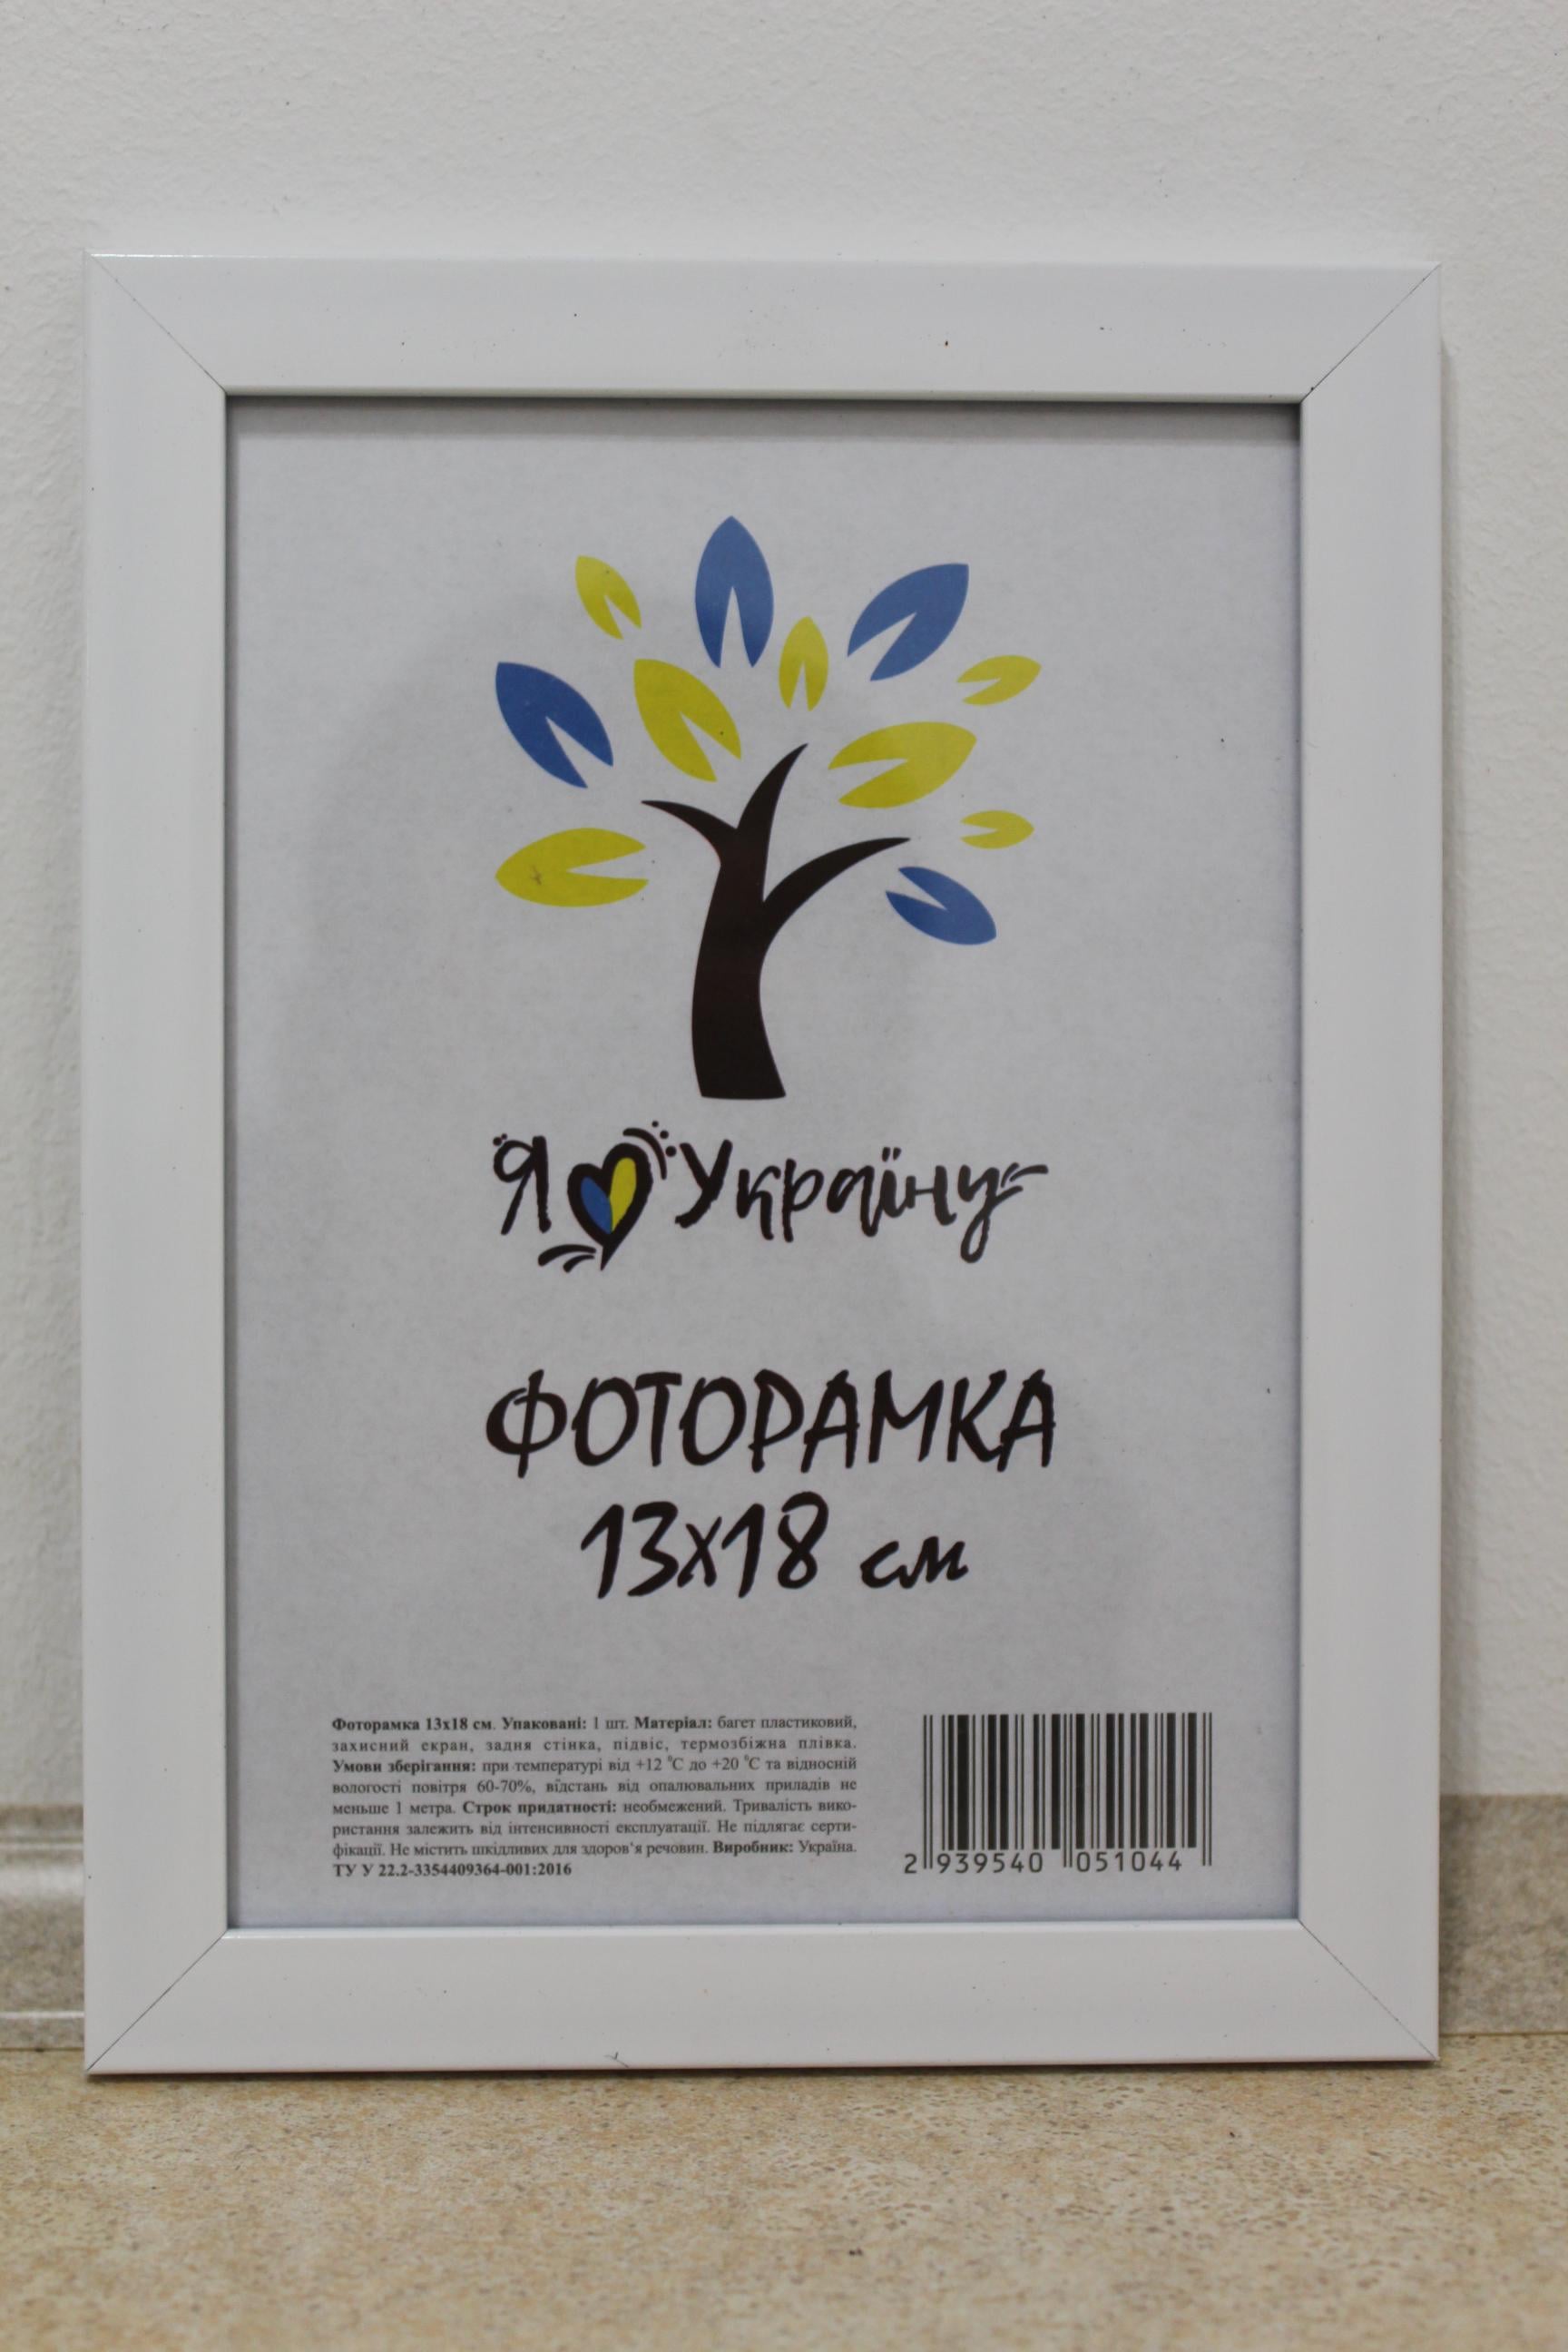 Я Україну
ФОТОРАМКА
13х18 см
Фоторамка 13х18 см. Упаковані: 1 шт. Матеріал: багет пластиковий,
захисний екран, задня стінка, підвіс, термозбіжна плівка.
Умови зберігання: при температурі від +12 °С до +20 °С та відносній
вологості повітря 60-70%, відстань від опалювальних приладів не
меньше 1 метра. Строк придатності: необмежений. Тривалість вико-
ристання залежить від інтенсивності експлуатації. Не підлягає серти-
фікації. Не містить шкідливих для здоров'я речовин. Виробник: Україна.
ТУ У 22.2-3354409364-001:2016
2 939540 051044